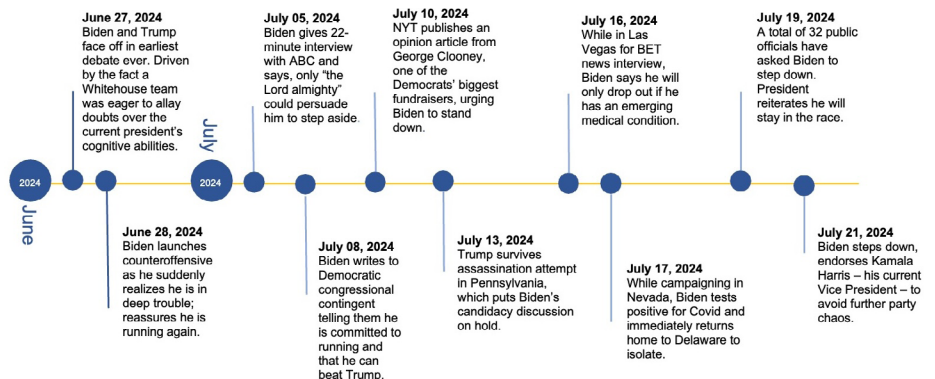 June 27, 2024
Biden and Trump
face off in earliest
debate ever. Driven
by the fact a
Whitehouse team
was eager to allay
doubts over the
current president's
cognitive abilities.
July 05, 2024
Biden gives 22-
minute interview
with ABC and
says, only “the
Lord almighty”
could persuade
him to step aside.
July 10, 2024
NYT publishes an
opinion article from
George Clooney,
one of the
Democrats' biggest
fundraisers, urging
Biden to stand
down.
July 16, 2024
While in Las
Vegas for BET
news interview,
Biden says he will
only drop out if he
has an emerging
medical condition.
July 19, 2024
A total of 32 public
officials have
asked Biden to
step down.
President
reiterates he will
stay in the race.
2024
June
July
2024
June 28, 2024
Biden launches
counteroffensive
as he suddenly
realizes he is in
deep trouble;
reassures he is
running again.
July 08, 2024
Biden writes to
Democratic
congressional
contingent
telling them he
is committed to
running and
that he can
beat Trump.
July 13, 2024
Trump survives
assassination attempt
in Pennsylvania,
which puts Biden's
candidacy discussion
on hold.
July 17, 2024
While campaigning in
Nevada, Biden tests
positive for Covid and
immediately returns
home to Delaware to
isolate.
July 21, 2024
Biden steps down,
endorses Kamala
Harris – his current
Vice President – to
avoid further party
chaos.